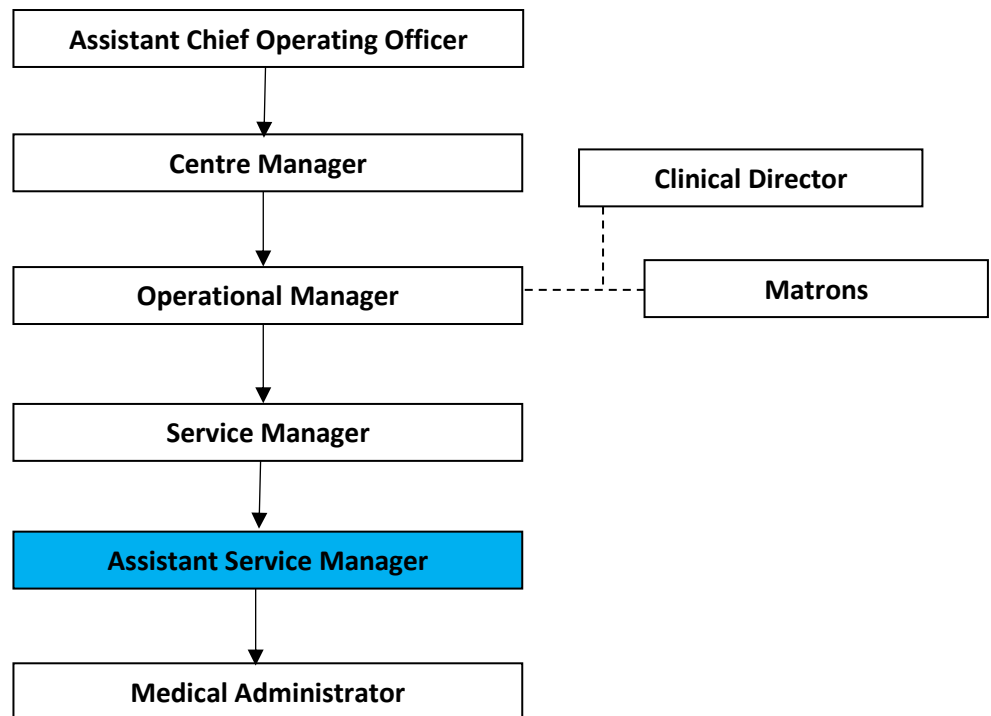 Assistant Chief Operating Officer
Centre Manager
Clinical Director
Operational Manager
Matrons
Service Manager
Assistant Service Manager
Medical Administrator